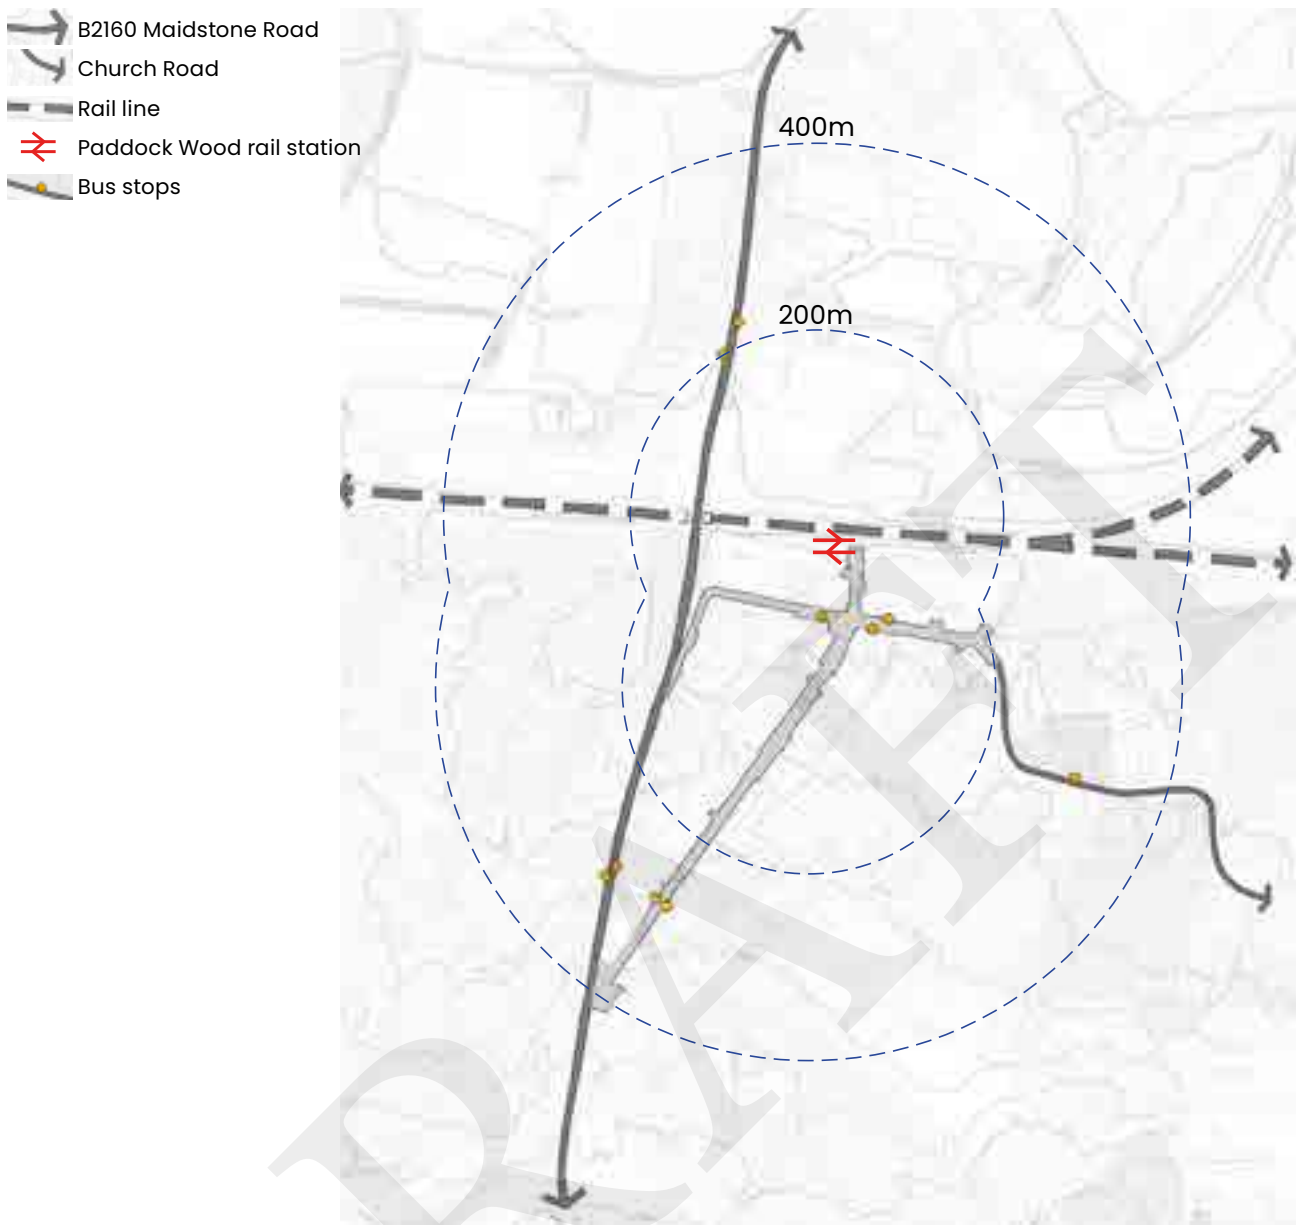 B2160 Maidstone Road
Church Road
Rail line
Paddock Wood rail station
Bus stops
400m
200m
DRAFT